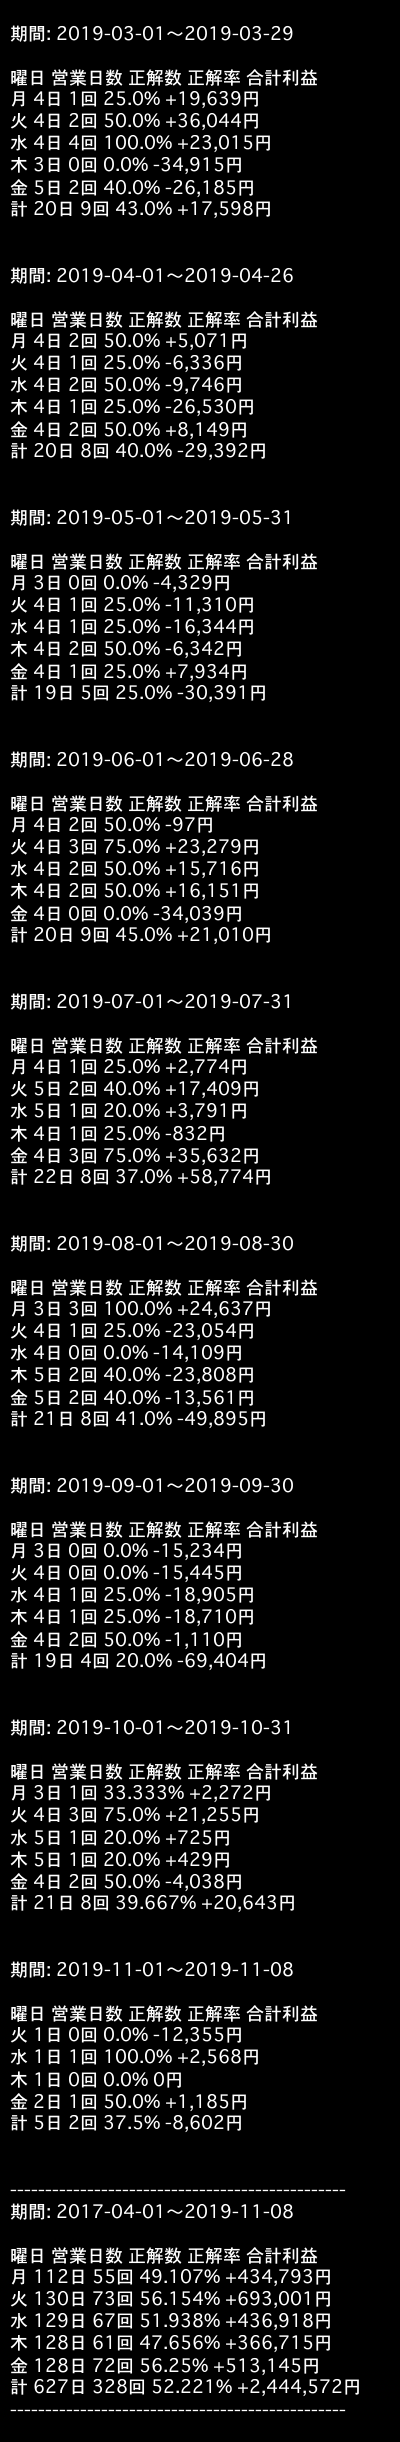 期間: 2019-03-01～2019-03-29
曜日 営業日数 正解数 正解率 合計利益
月 4日 1回 25.0% +19,639円
火 4日 2回 50.0% +36,044円
水 4日 4回 100.0% +23,015円
木 3日 0回 0.0% -34,915円
金 5日 2回 40.0% -26,185円
計 20日 9回 43.0% +17,598円
期間: 2019-04-01～2019-04-26
曜日 営業日数 正解数 正解率 合計利益
月 4日 2回 50.0% +5,071円
火 4日 1回 25.0% -6,336円
水 4日 2回 50.0% -9,746円
木 4日 1回 25.0% -26,530円
金 4日 2回 50.0% +8,149円
計 20日 8回 40.0% -29,392円
期間: 2019-05-01～2019-05-31
曜日 営業日数 正解数 正解率 合計利益
月 3日 0回 0.0% -4,329円
火 4日 1回 25.0% -11,310円
水 4日 1回 25.0% -16,344円
木 4日 2回 50.0% -6,342円
金 4日 1回 25.0% +7,934円
計 19日 5回 25.0% -30,391円
期間: 2019-06-01～2019-06-28
曜日 営業日数 正解数 正解率 合計利益
月 4日 2回 50.0% -97円
火 4日 3回 75.0% +23,279円
水 4日 2回 50.0% +15,716円
木 4日 2回 50.0% +16,151円
金 4日 0回 0.0% -34,039円
計 20日 9回 45.0% +21,010円
期間: 2019-07-01～2019-07-31
曜日 営業日数 正解数 正解率 合計利益
月 4日 1回 25.0% +2,774円
火 5日 2回 40.0% +17,409円
水 5日 1回 20.0% +3,791円
木 4日 1回 25.0% -832円
金 4日 3回 75.0% +35,632円
計 22日 8回 37.0% +58,774円
期間: 2019-08-01～2019-08-30
曜日 営業日数 正解数 正解率 合計利益
月 3日 3回 100.0% +24,637円
火 4日 1回 25.0% -23,054円
水 4日 0回 0.0% -14,109円
木 5日 2回 40.0% -23,808円
金 5日 2回 40.0% -13,561円
計 21日 8回 41.0% -49,895円
期間: 2019-09-01～2019-09-30
曜日 営業日数 正解数 正解率 合計利益
月 3日 0回 0.0% -15,234円
火 4日 0回 0.0% -15,445円
水 4日 1回 25.0% -18,905円
木 4日 1回 25.0% -18,710円
金 4日 2回 50.0% -1,110円
計 19日 4回 20.0% -69,404円
期間: 2019-10-01～2019-10-31
曜日 営業日数 正解数 正解率 合計利益
月 3日 1回 33.333% +2,272円
火 4日 3回 75.0% +21,255円
水 5日 1回 20.0% +725円
木 5日 1回 20.0% +429円
金 4日 2回 50.0% -4,038円
計 21日 8回 39.667% +20,643円
期間: 2019-11-01～2019-11-08
曜日 営業日数 正解数 正解率 合計利益
火 1日 0回 0.0% -12,355円
水 1日 1回 100.0% +2,568円
木 1日 0回 0.0% 0円
金 2日 1回 50.0% +1,185円
計 5日 2回 37.5% -8,602円
------------------------------------------------
期間: 2017-04-01～2019-11-08
曜日 営業日数 正解数 正解率 合計利益
月 112日 55回 49.107% +434,793円
火 130日 73回 56.154% +693,001円
水 129日 67回 51.938% +436,918円
木 128日 61回 47.656% +366,715円
金 128日 72回 56.25% +513,145円
計 627日 328回 52.221% +2,444,572円
------------------------------------------------